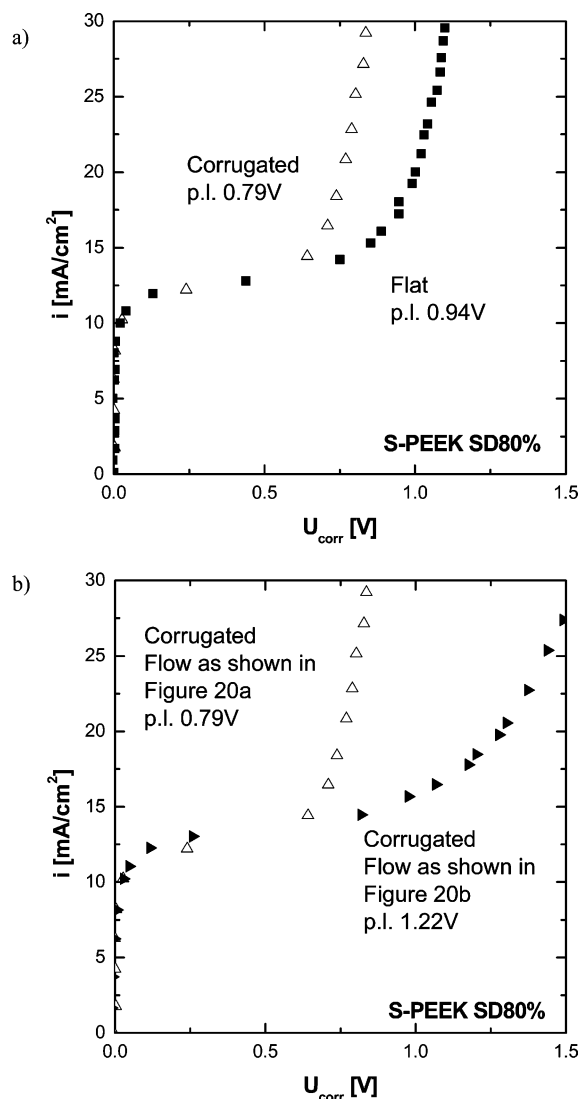 a)
30
25
20
15
10
5
0
i [mA/cm²]
Corrugated
p.l. 0.79V
Flat
p.l. 0.94V
S-PEEK SD80%
0.0
0.5
1.0
1.5
U_corr [V]
b)
30
25
20
15
10
5
0
i [mA/cm²]
Corrugated
Flow as shown in
Figure 20a
p.l. 0.79V
Corrugated
Flow as shown in
Figure 20b
p.l. 1.22V
S-PEEK SD80%
0.0
0.5
1.0
1.5
U_corr [V]